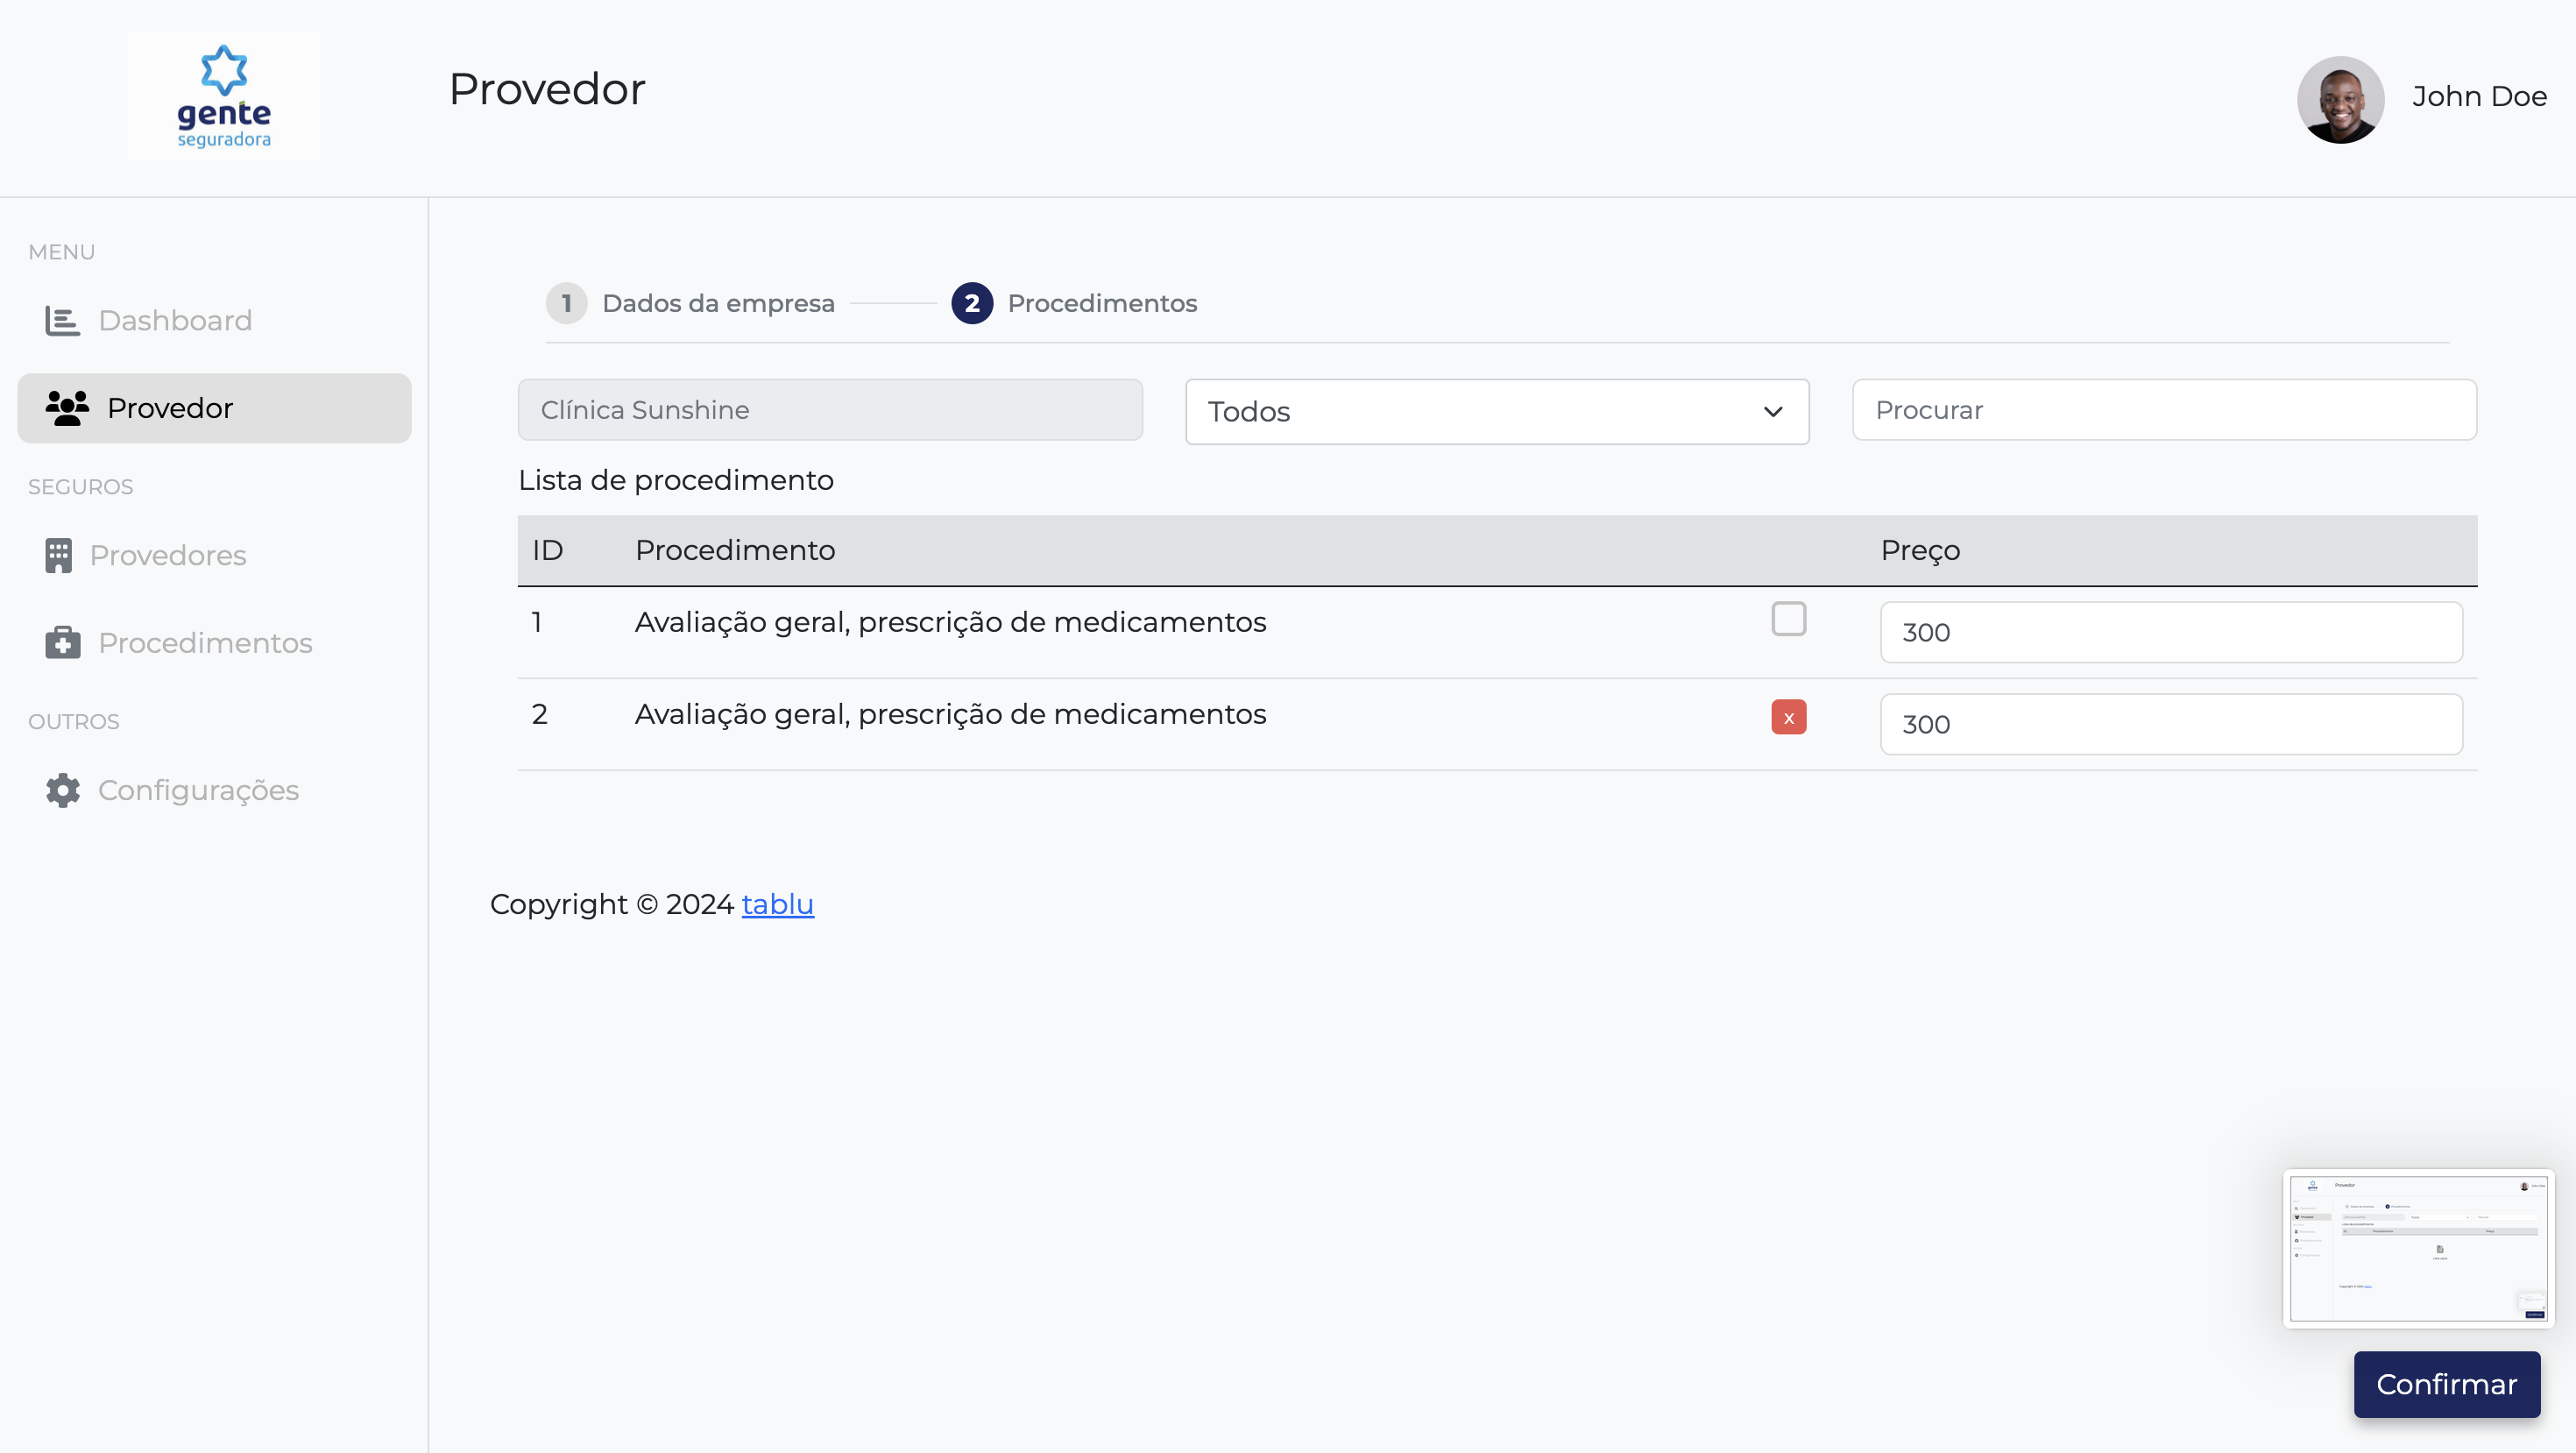 gente
seguradora
Provedor
John Doe
MENU
Dashboard
Provedor
SEGUROS
Provedores
Procedimentos
OUTROS
Configurações
1 Dados da empresa 2 Procedimentos
Clínica Sunshine Todos Procurar
Lista de procedimento
ID Procedimento Preço
1 Avaliação geral, prescrição de medicamentos 300
2 Avaliação geral, prescrição de medicamentos x 300
Copyright © 2024 tablu
Provedor
Confirmar